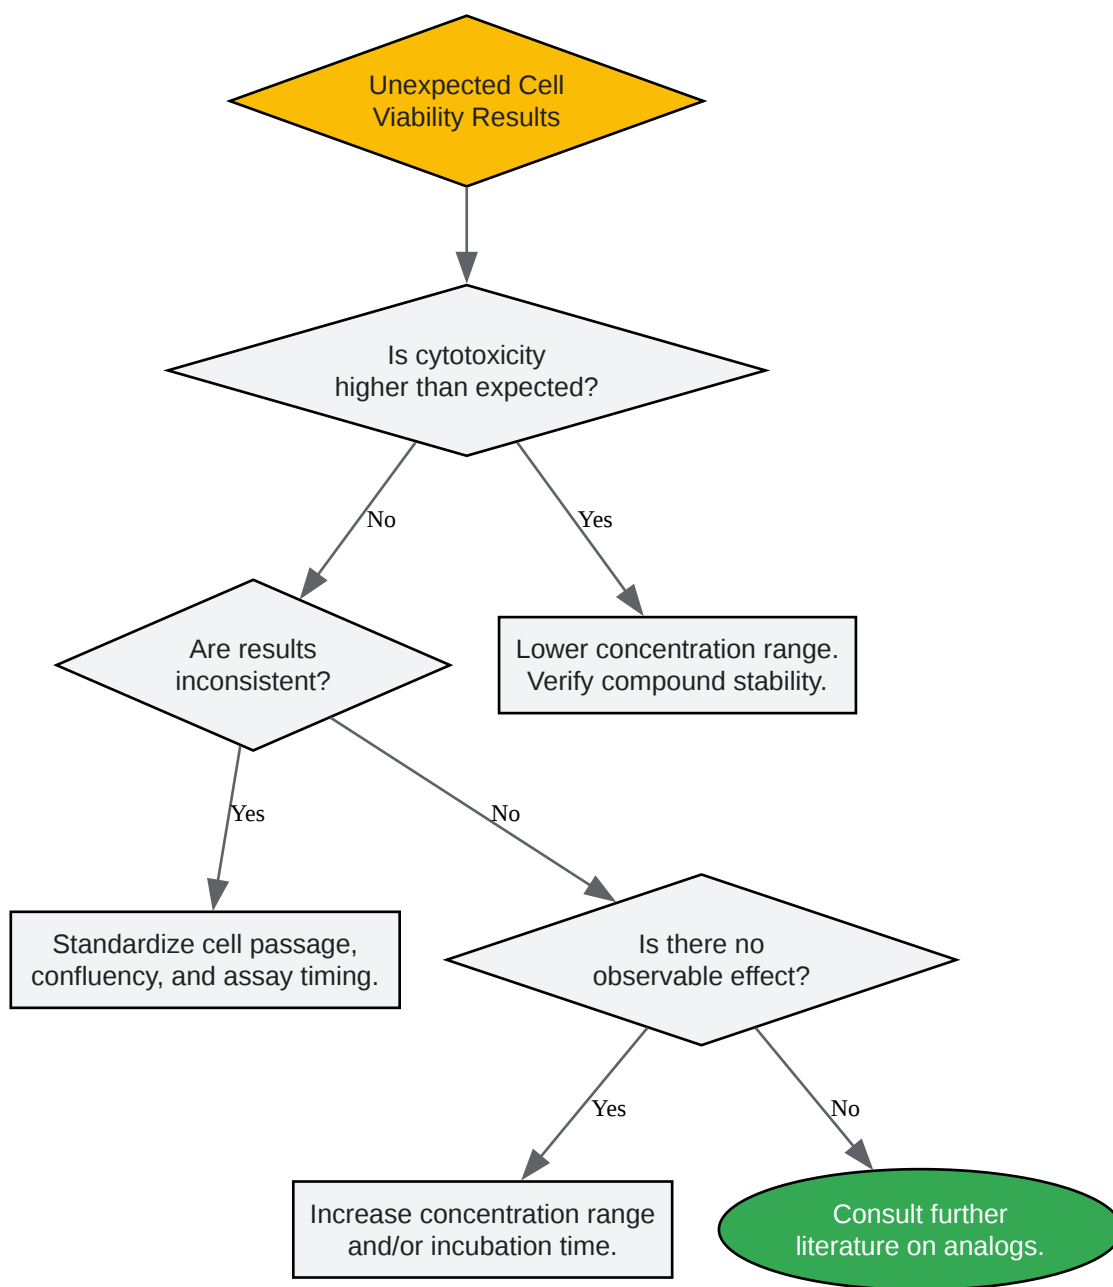 Unexpected Cell
Viability Results
Is cytotoxicity
higher than expected?
No
Yes
Are results
inconsistent?
Lower concentration range.
Verify compound stability.
Yes
No
Standardize cell passage,
confluency, and assay timing.
Is there no
observable effect?
Yes
No
Increase concentration range
and/or incubation time.
Consult further
literature on analogs.